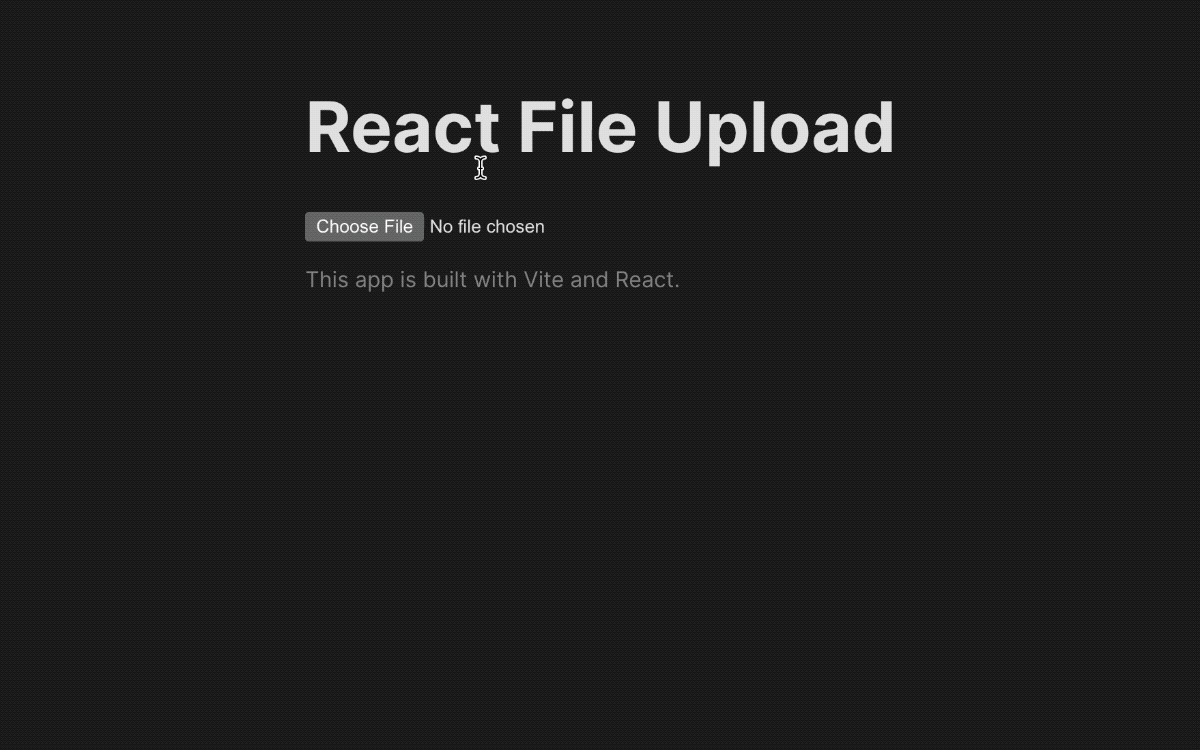 React File Upload
Choose File No file chosen
This app is built with Vite and React.